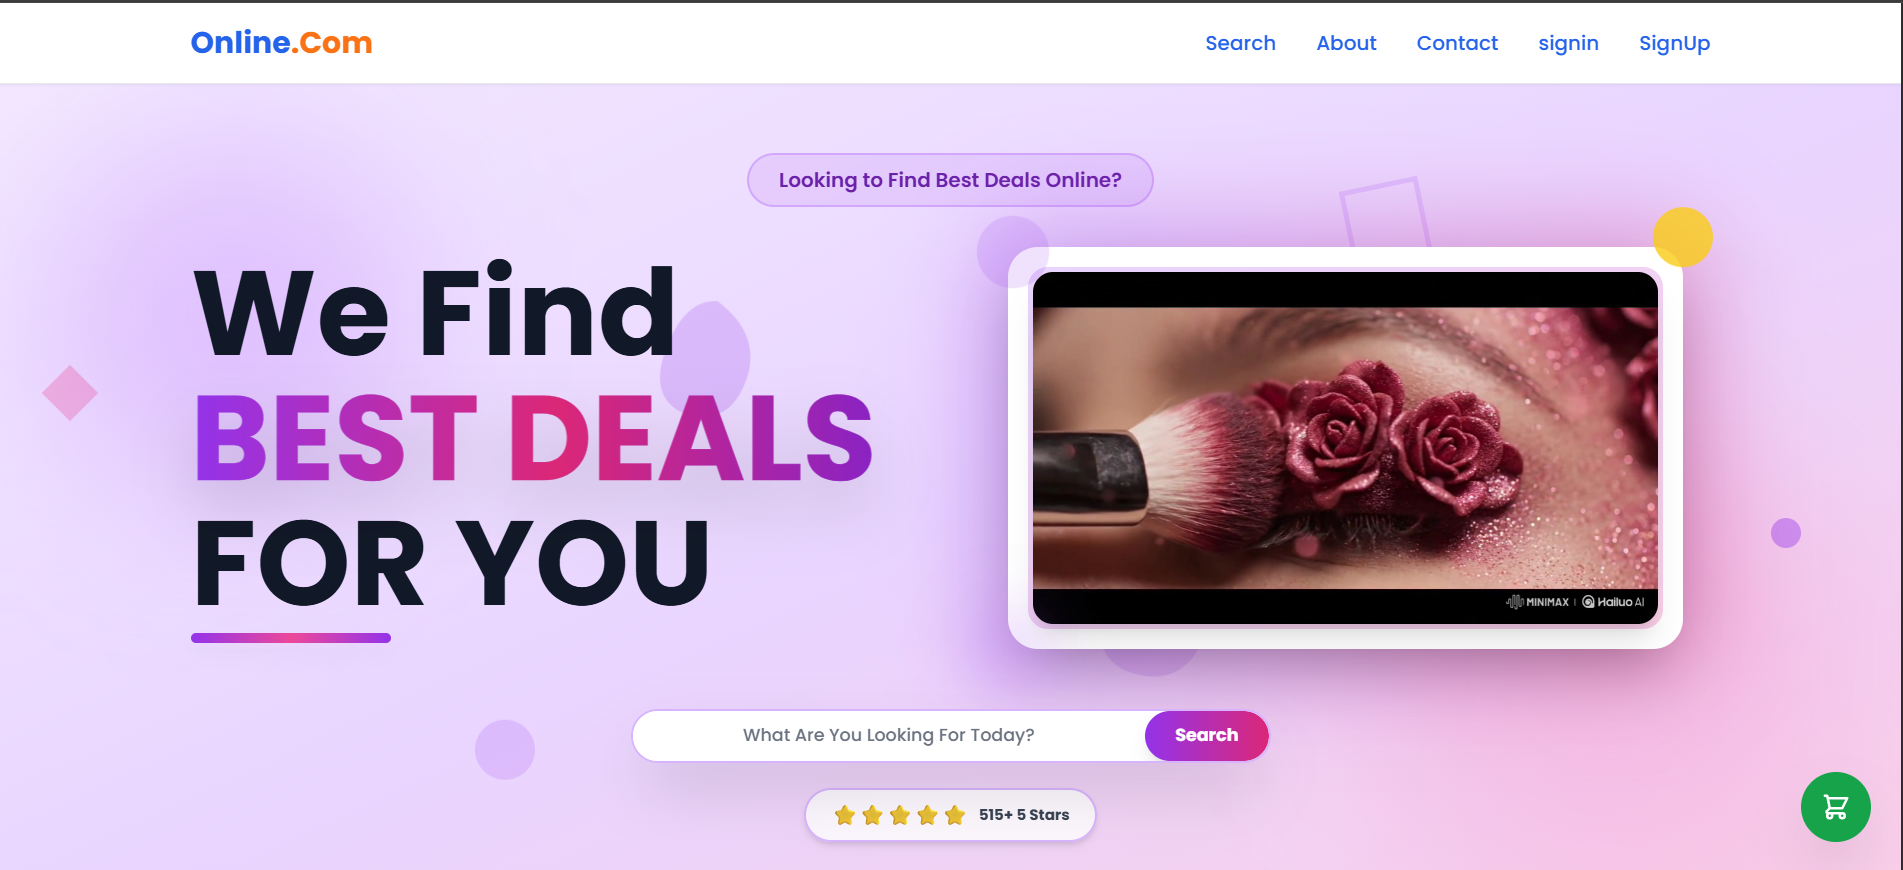 Online.Com
Search About Contact signin SignUp
Looking to Find Best Deals Online?
We Find
BEST DEALS
FOR YOU
MINIMAX | Hailuo AI
What Are You Looking For Today?
Search
515+ 5 Stars